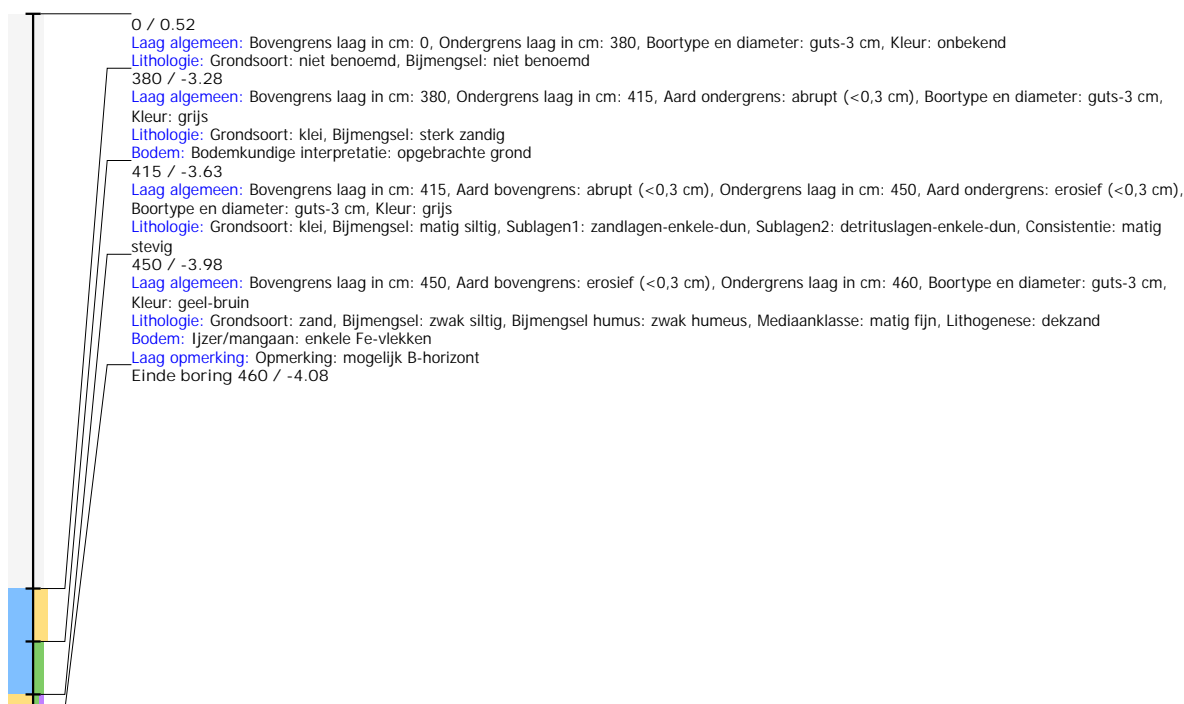 0 / 0.52
Laag algemeen: Bovengrens laag in cm: 0, Ondergrens laag in cm: 380, Boortype en diameter: guts-3 cm, Kleur: onbekend
Lithologie: Grondsoort: niet benoemd, Bijmengsel: niet benoemd
380 / -3.28
Laag algemeen: Bovengrens laag in cm: 380, Ondergrens laag in cm: 415, Aard ondergrens: abrupt (<0,3 cm), Boortype en diameter: guts-3 cm,
Kleur: grijs
Lithologie: Grondsoort: klei, Bijmengsel: sterk zandig
Bodem: Bodemkundige interpretatie: opgebrachte grond
415 / -3.63
Laag algemeen: Bovengrens laag in cm: 415, Aard bovengrens: abrupt (<0,3 cm), Ondergrens laag in cm: 450, Aard ondergrens: erosief (<0,3 cm),
Boortype en diameter: guts-3 cm, Kleur: grijs
Lithologie: Grondsoort: klei, Bijmengsel: matig siltig, Sublagen1: zandlagen-enkele-dun, Sublagen2: detrituslagen-enkele-dun, Consistentie: matig
stevig
450 / -3.98
Laag algemeen: Bovengrens laag in cm: 450, Aard bovengrens: erosief (<0,3 cm), Ondergrens laag in cm: 460, Boortype en diameter: guts-3 cm,
Kleur: geel-bruin
Lithologie: Grondsoort: zand, Bijmengsel: zwak siltig, Bijmengsel humus: zwak humeus, Mediaanklasse: matig fijn, Lithogenese: dekzand
Bodem: Ijzer/mangaan: enkele Fe-vlekken
Laag opmerking: Opmerking: mogelijk B-horizont
Einde boring 460 / -4.08